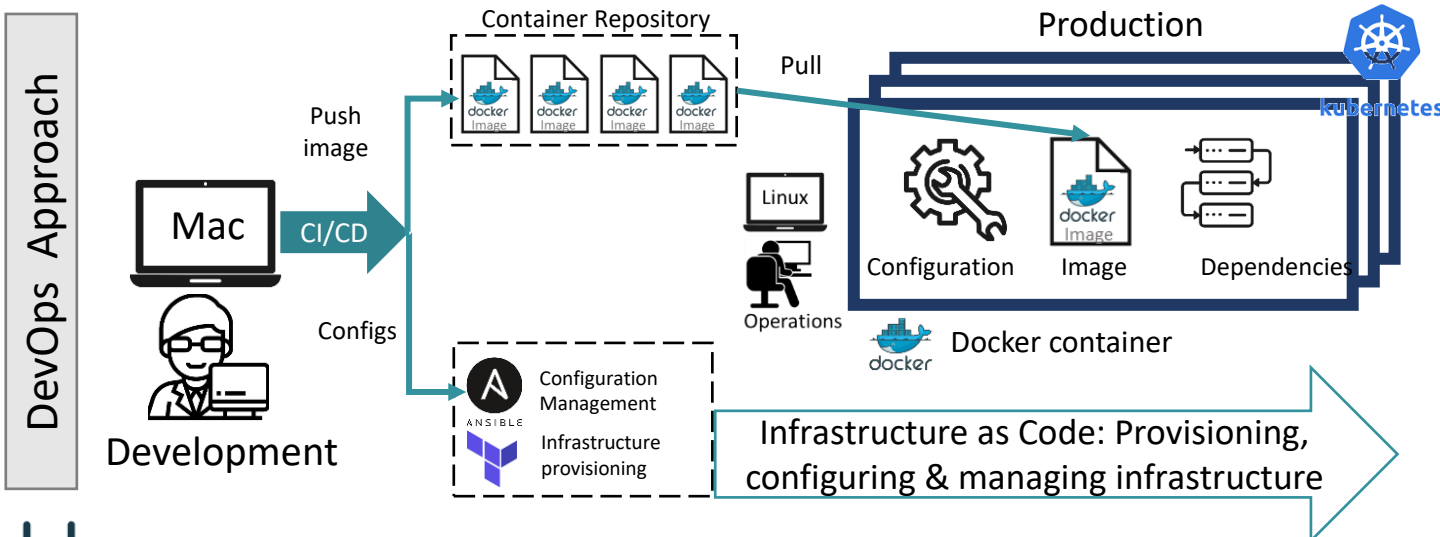 DevOps Approach
Container Repository
docker
Image
docker
Image
docker
Image
docker
Image
Push
image
Pull
Production
kubernetes
Mac
CI/CD
Development
Configs
Linux
Operations
docker
Image
Configuration
Image
Dependencies
docker
Docker container
ANSIBLE
Configuration
Management
Infrastructure
provisioning
Infrastructure as Code: Provisioning,
configuring & managing infrastructure